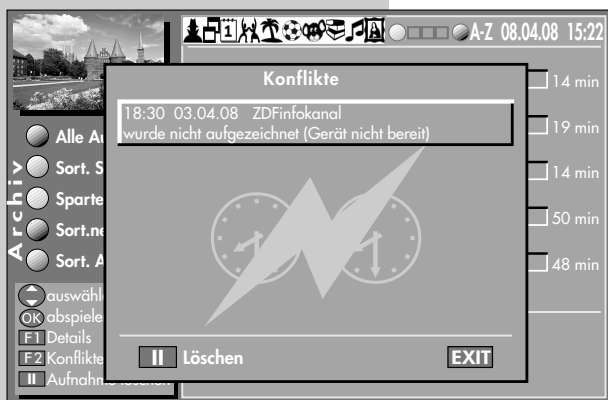 A-Z 08.04.08 15:22
Konflikte
18:30 03.04.08 ZDFinfokanal
wurde nicht aufgezeichnet (Gerät nicht bereit)
Archiv
Alle
Sort.
Sparte
Sort.ne
Sort. A
14 min
19 min
14 min
50 min
48 min
auswähl
OK abspiele
F1 Details
F2 Konflikte
II Aufnahme löschen
II Löschen
EXIT